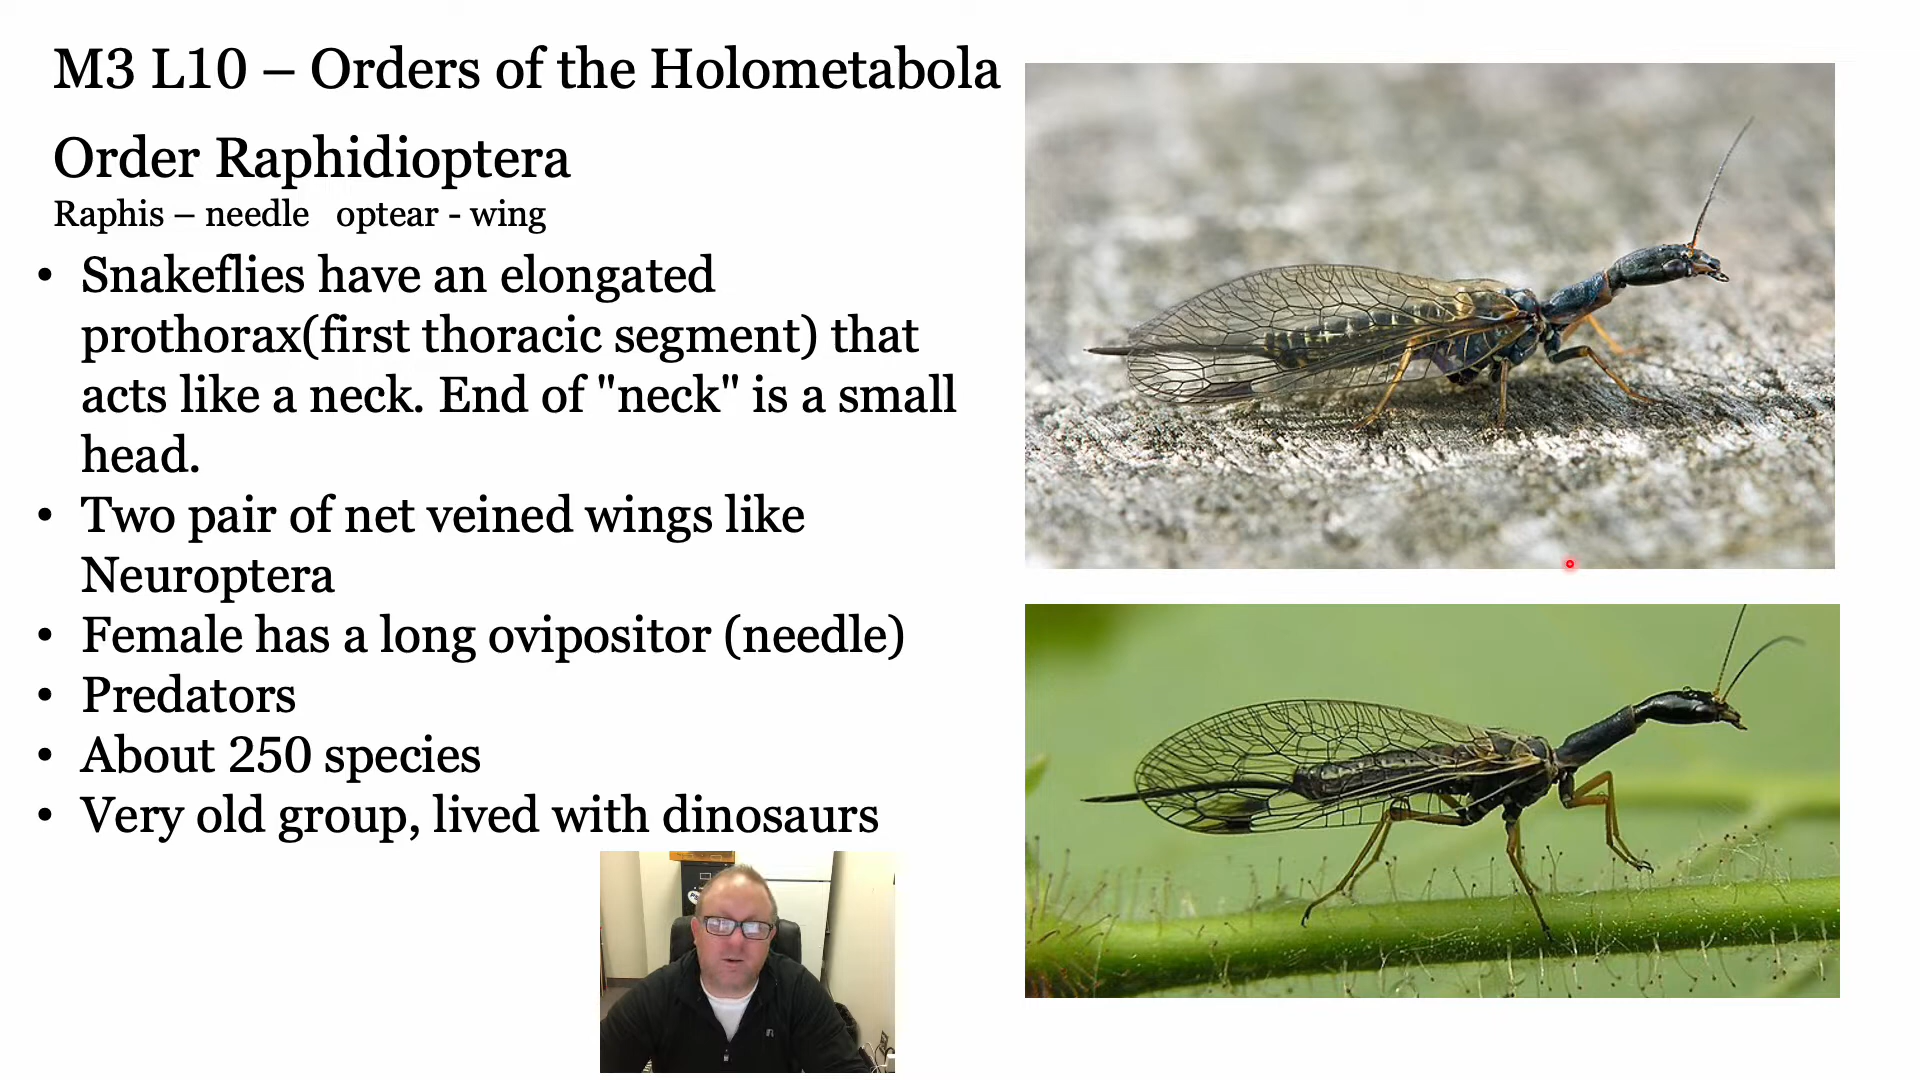 M3 L10 – Orders of the Holometabola
Order Raphidioptera
Raphis – needle optear - wing
• Snakeflies have an elongated
prothorax(first thoracic segment) that
acts like a neck. End of "neck" is a small
head.
• Two pair of net veined wings like
Neuroptera
• Female has a long ovipositor (needle)
• Predators
• About 250 species
• Very old group, lived with dinosaurs